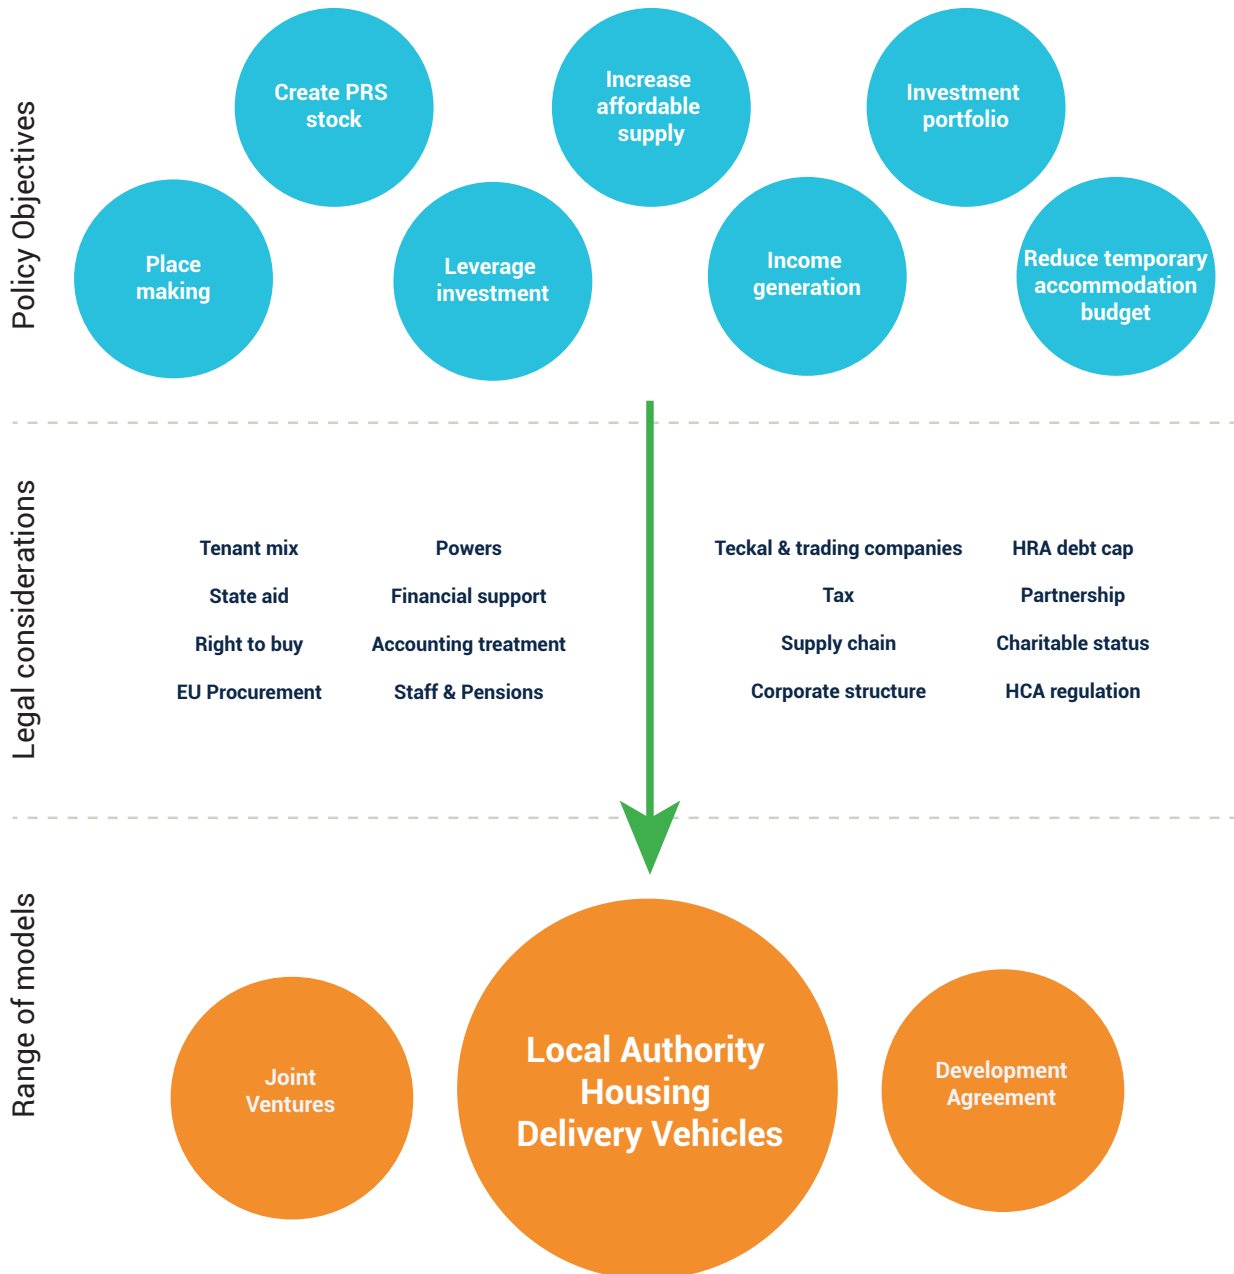 Policy Objectives
Create PRS
stock
Increase
affordable
supply
Investment
portfolio
Place
making
Leverage
investment
Income
generation
Reduce temporary
accommodation
budget
Legal considerations
Tenant mix
Powers
Teckal & trading companies
HRA debt cap
State aid
Financial support
Tax
Partnership
Right to buy
Accounting treatment
Supply chain
Charitable status
EU Procurement
Staff & Pensions
Corporate structure
HCA regulation
Range of models
Joint
Ventures
Local Authority
Housing
Delivery Vehicles
Development
Agreement